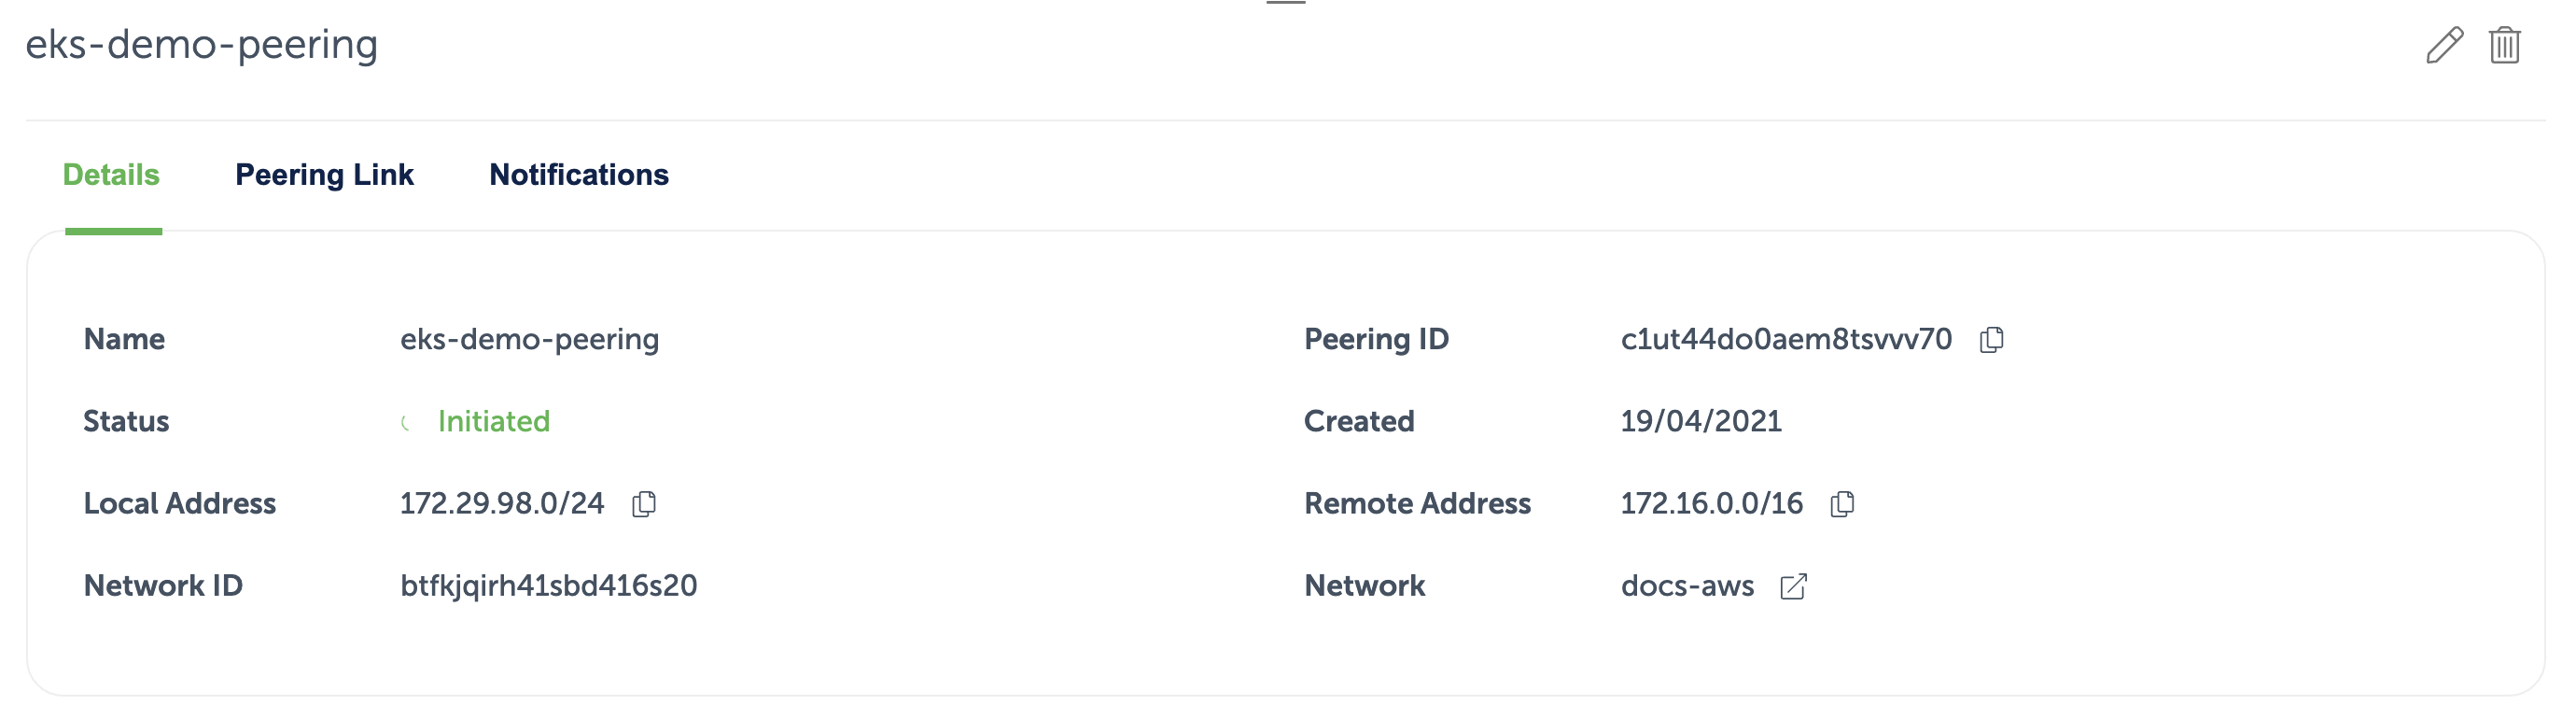 eks-demo-peering
Details Peering Link Notifications
Name eks-demo-peering Peering ID c1ut44do0aem8tsvvv70
Status Initiated Created 19/04/2021
Local Address 172.29.98.0/24 Remote Address 172.16.0.0/16
Network ID btfkjqirh41sbd416s20 Network docs-aws